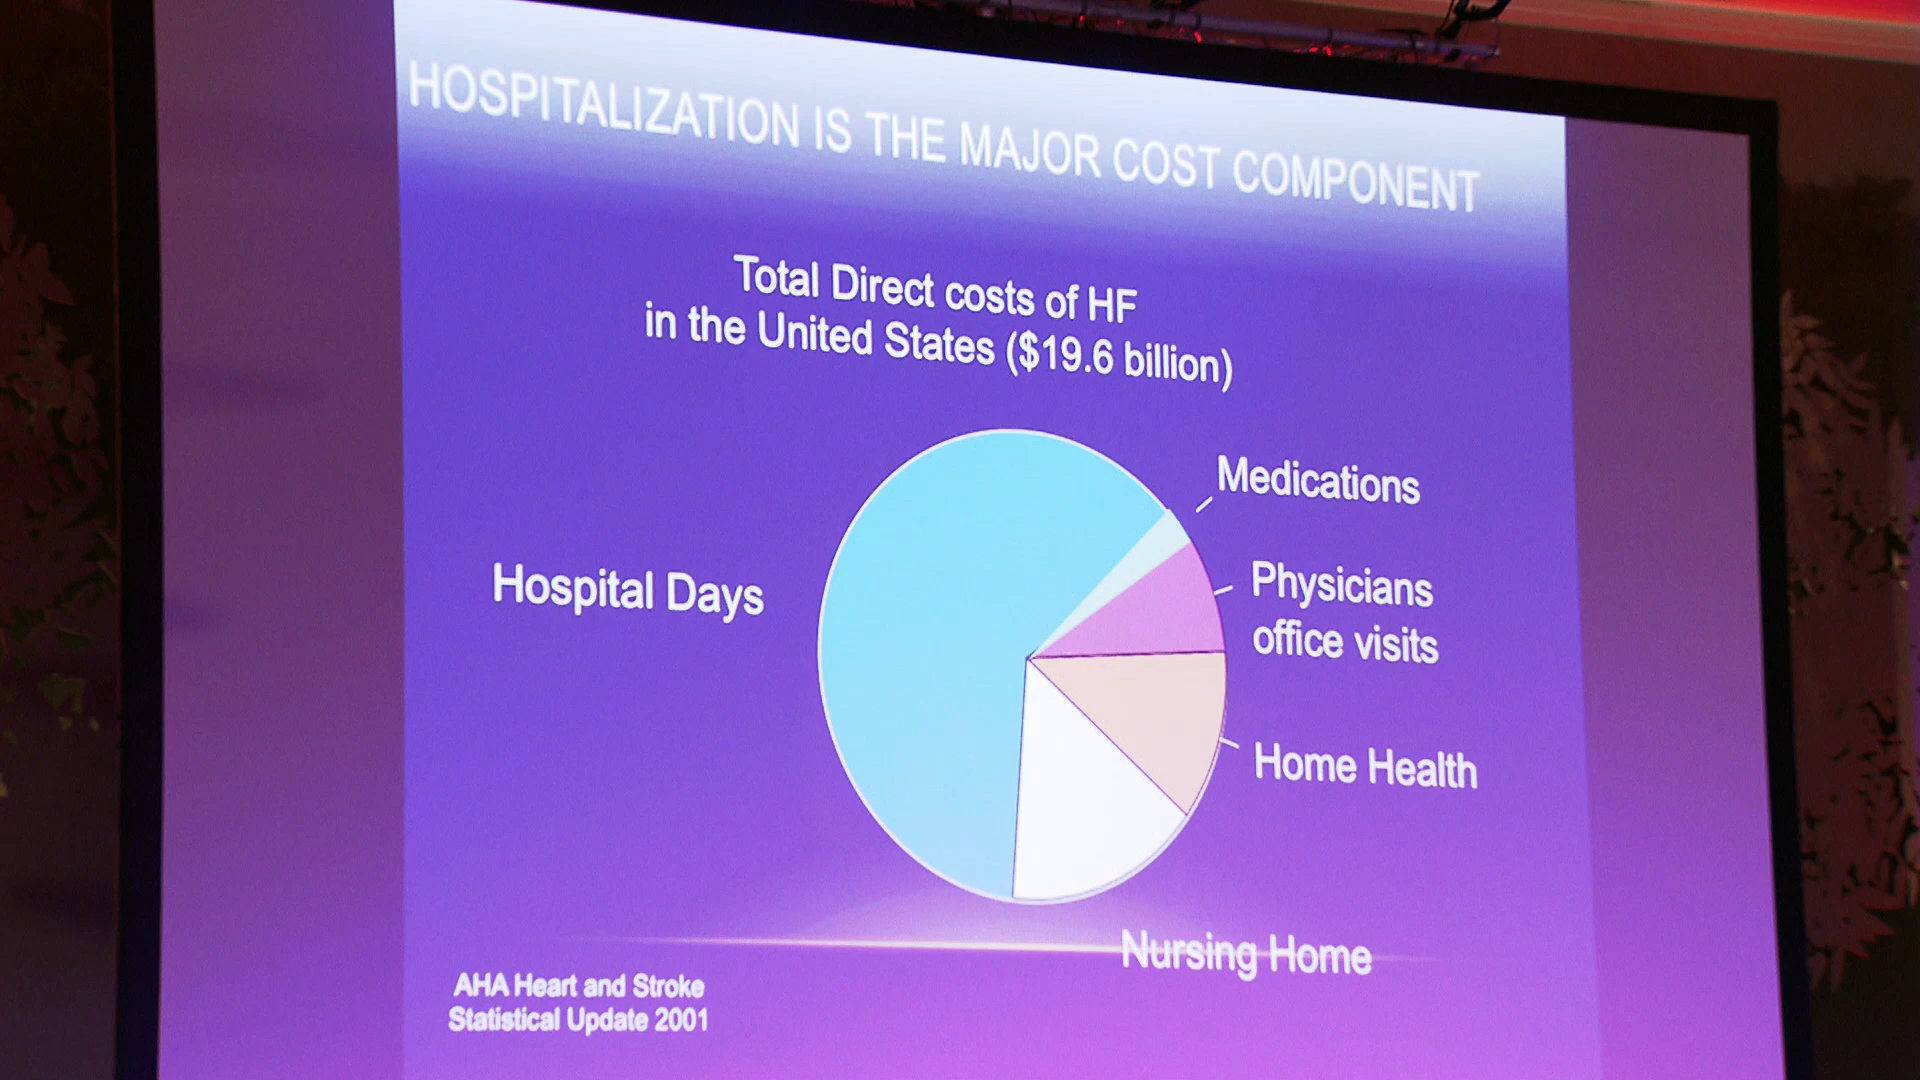 HOSPITALIZATION IS THE MAJOR COST COMPONENT
Total Direct costs of HF
in the United States ($19.6 billion)
Medications
Physicians
office visits
Hospital Days
Home Health
Nursing Home
AHA Heart and Stroke
Statistical Update 2001